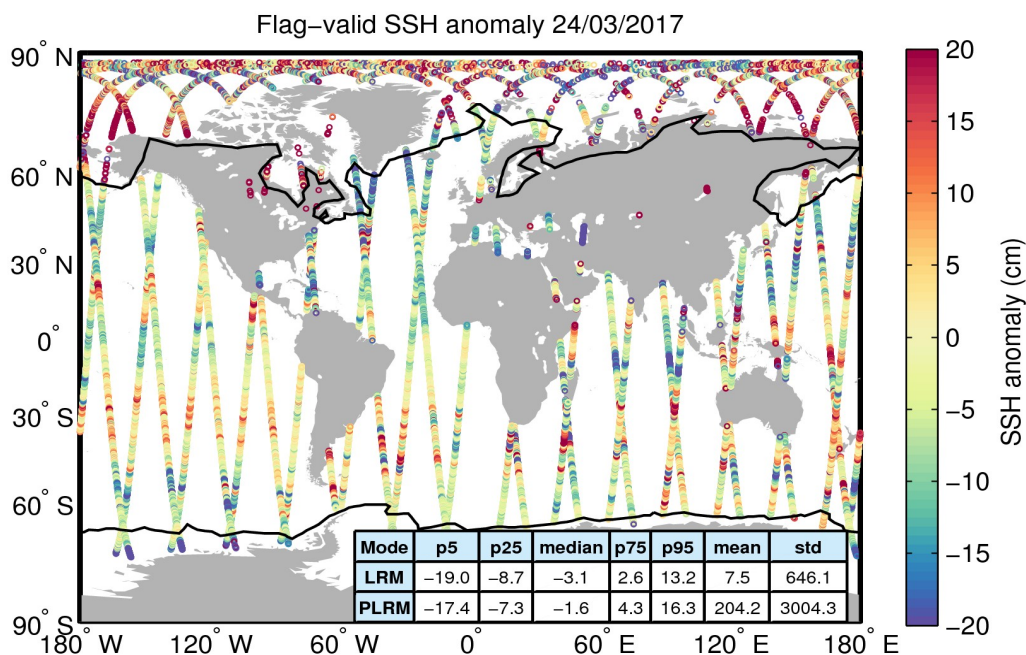 Flag−valid SSH anomaly 24/03/2017
90° N
60° N
30° N
0°
30° S
60° S
90° S
180° W
120° W
60° W
0°
60° E
120° E
180° E
20
15
10
5
0
−5
−10
−15
−20
SSH anomaly (cm)
Mode p5 p25 median p75 p95 mean std
LRM −19.0 −8.7 −3.1 2.6 13.2 7.5 646.1
PLRM −17.4 −7.3 −1.6 4.3 16.3 204.2 3004.3